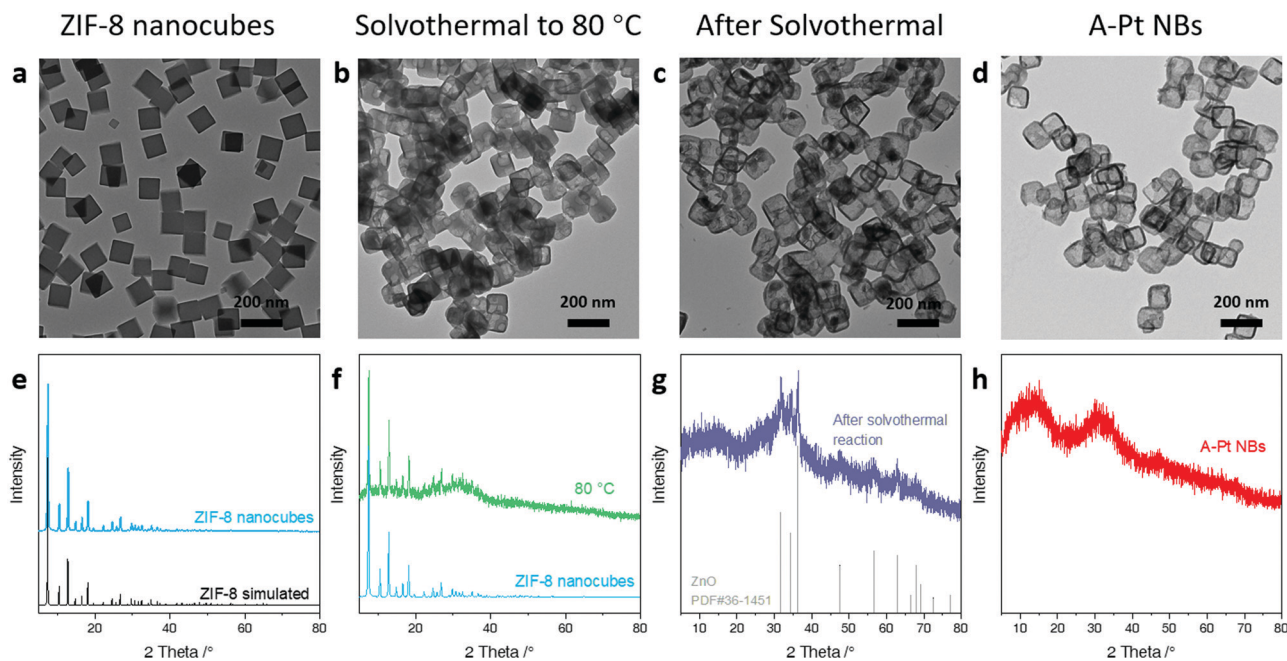 ZIF-8 nanocubes
Solvothermal to 80 °C
After Solvothermal
A-Pt NBs
a
200 nm
b
200 nm
c
200 nm
d
200 nm
e
Intensity
ZIF-8 nanocubes
ZIF-8 simulated
20 40 60 80
2 Theta /°
f
Intensity
80 °C
ZIF-8 nanocubes
20 40 60 80
2 Theta /°
g
Intensity
After solvothermal
reaction
ZnO
PDF#36-1451
10 20 30 40 50 60 70 80
2 Theta /°
h
Intensity
A-Pt NBs
10 20 30 40 50 60 70 80
2 Theta /°